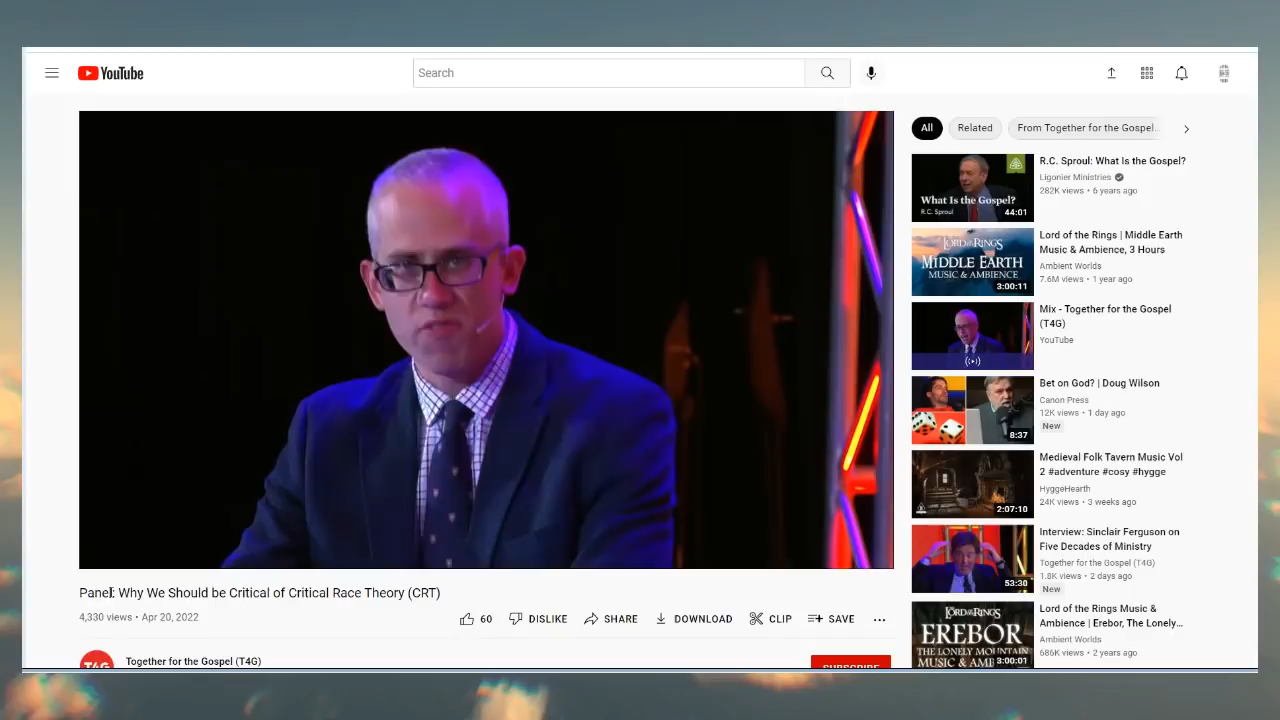 YouTube
Search
All
Related
From Together for the Gospel...
What Is the Gospel?
R.C. Sproul
44:01
R.C. Sproul: What Is the Gospel?
Ligonier Ministries
282K views • 6 years ago
LORD OF THE RINGS
MIDDLE EARTH
MUSIC & AMBIENCE
3:00:11
Lord of the Rings | Middle Earth
Music & Ambience, 3 Hours
Ambient Worlds
7.6M views • 1 year ago
Mix - Together for the Gospel
(T4G)
YouTube
8:37
Bet on God? | Doug Wilson
Canon Press
12K views • 1 day ago
New
2:07:10
Medieval Folk Tavern Music Vol
2 #adventure #cosy #hygge
HyggeHearth
24K views • 3 weeks ago
53:30
Interview: Sinclair Ferguson on
Five Decades of Ministry
Together for the Gospel (T4G)
1.8K views • 2 days ago
New
LORD OF THE RINGS
EREBOR
THE LONELY MOUNTAIN
MUSIC & AMB
3:00:01
Lord of the Rings Music &
Ambience | Erebor, The Lonely...
Ambient Worlds
686K views • 2 years ago
Panel: Why We Should be Critical of Critical Race Theory (CRT)
4,330 views • Apr 20, 2022
60
DISLIKE
SHARE
DOWNLOAD
CLIP
SAVE
T4G
Together for the Gospel (T4G)
SUBSCRIBE